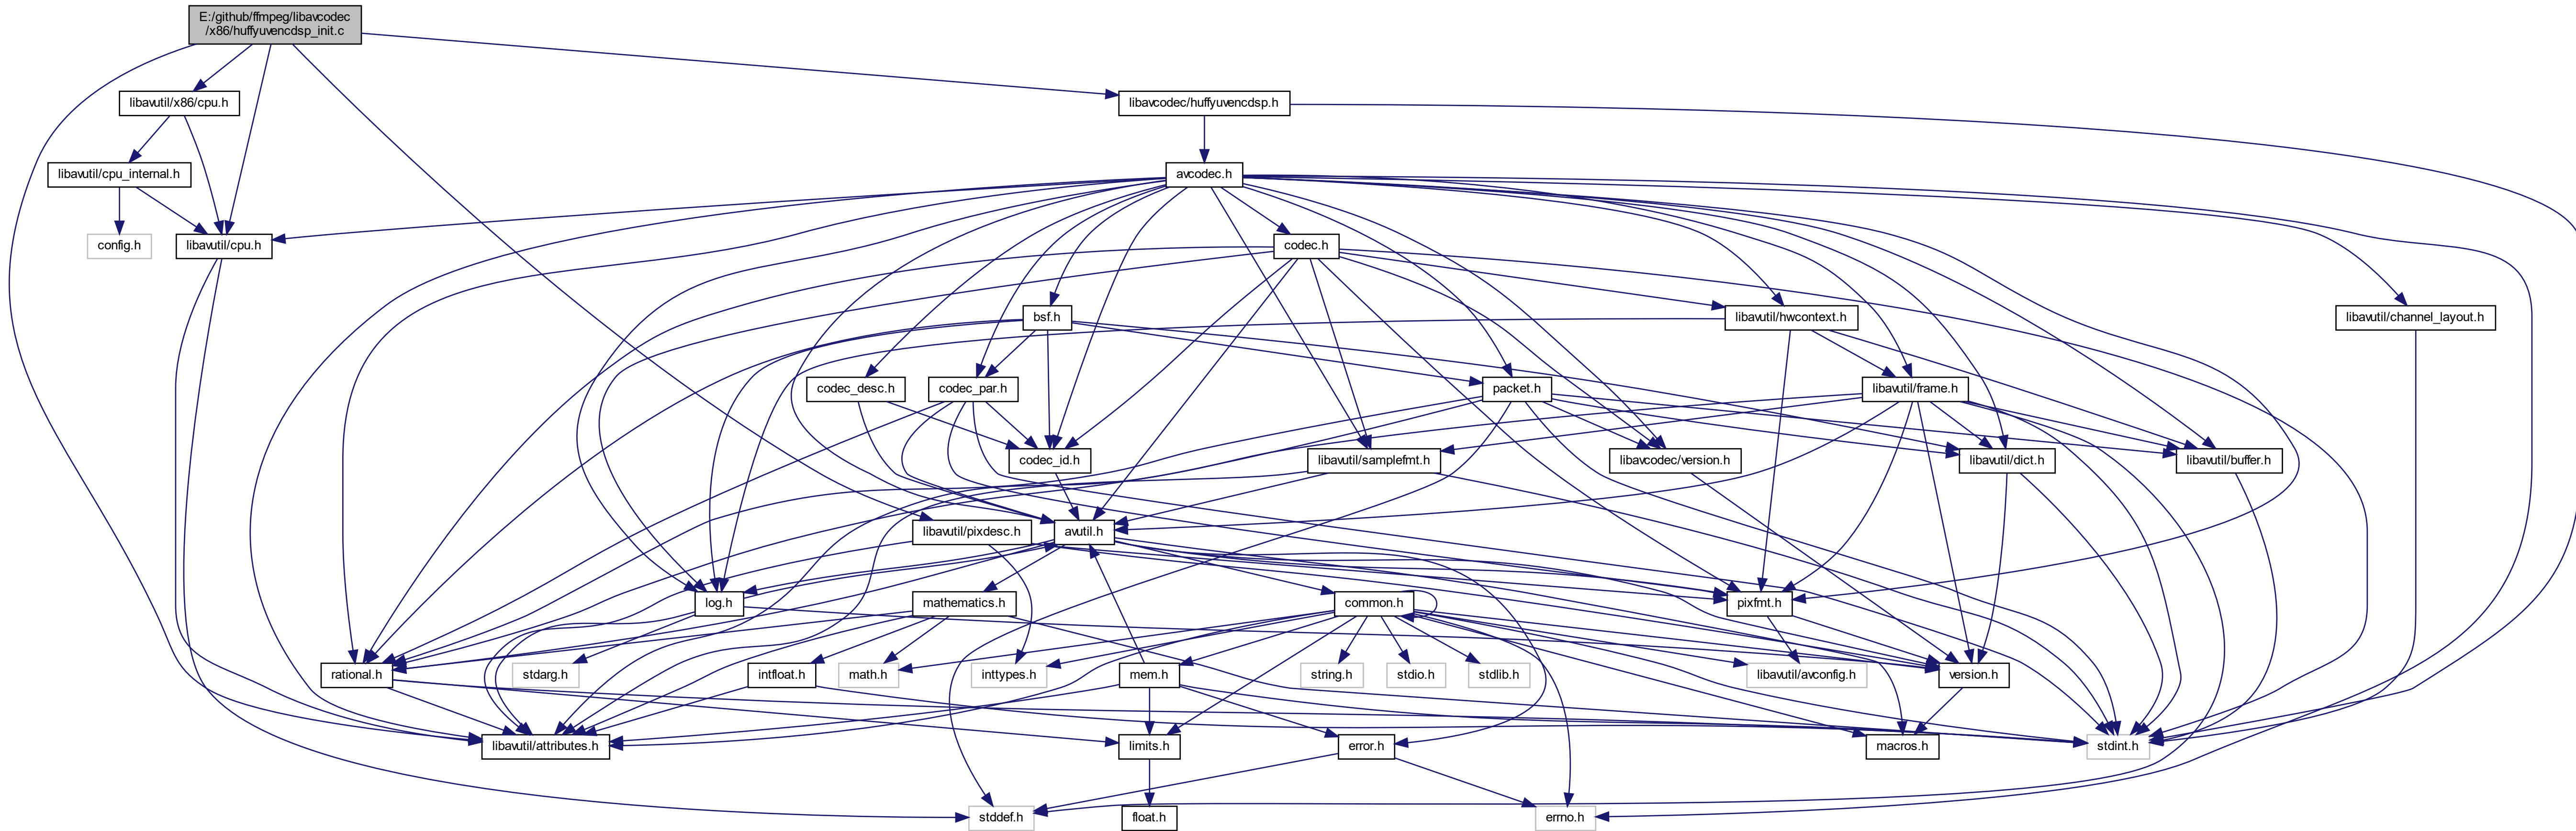 E:/github/ffmpeg/libavcodec
/x86/huffyuvencdsp_init.c
libavutil/x86/cpu.h
libavcodec/huffyuvencdsp.h
libavutil/cpu_internal.h
avcodec.h
config.h
libavutil/cpu.h
codec.h
bsf.h
libavutil/hwcontext.h
libavutil/channel_layout.h
codec_desc.h
codec_par.h
packet.h
libavutil/frame.h
codec_id.h
libavutil/samplefmt.h
libavcodec/version.h
libavutil/dict.h
libavutil/buffer.h
libavutil/pixdesc.h
avutil.h
log.h
mathematics.h
common.h
pixfmt.h
rational.h
stdarg.h
intfloat.h
math.h
inttypes.h
mem.h
string.h
stdio.h
stdlib.h
libavutil/avconfig.h
version.h
libavutil/attributes.h
limits.h
error.h
macros.h
stdint.h
stddef.h
float.h
errno.h